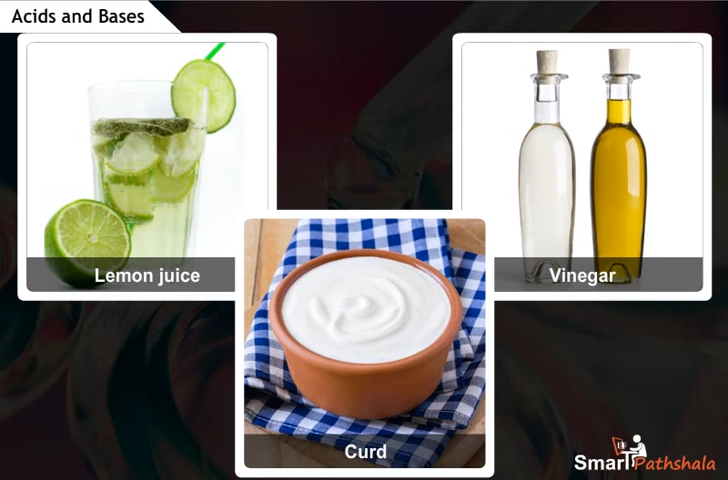 Acids and Bases
Lemon juice
Vinegar
Curd
SmartPathshala